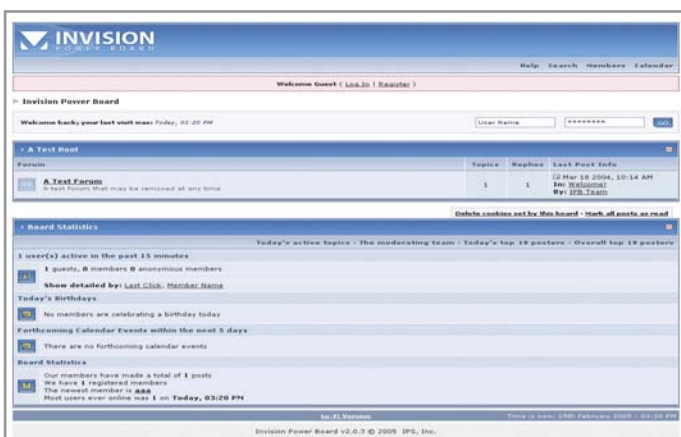 INVISION
POWER BOARD
Help Search Members Calendar
Welcome Guest ( Log In | Register )
Invision Power Board
Welcome back; your last visit was: Today, 03:20 PM
User Name ******** GO
A Test Root
Forum Topics Replies Last Post Info
A Test Forum
A test forum that may be removed at any time
1 1
Mar 18 2004, 10:14 AM
In: Welcome!
By: IPB Team
Delete cookies set by this board · Mark all posts as read
Board Statistics
Today's active topics · The moderating team · Today's top 10 posters · Overall top 10 posters
1 user(s) active in the past 15 minutes
1 guests, 0 members 0 anonymous members
Show detailed by: Last Click, Member Name
Today's Birthdays
No members are celebrating a birthday today
Forthcoming Calendar Events within the next 5 days
There are no forthcoming calendar events
Board Statistics
Our members have made a total of 1 posts
We have 1 registered members
The newest member is aaa
Most users ever online was 1 on Today, 03:20 PM
Lo-Fi Version Time is now: 15th February 2005 - 03:20 PM
Invision Power Board v2.0.3 © 2005 IPS, Inc.